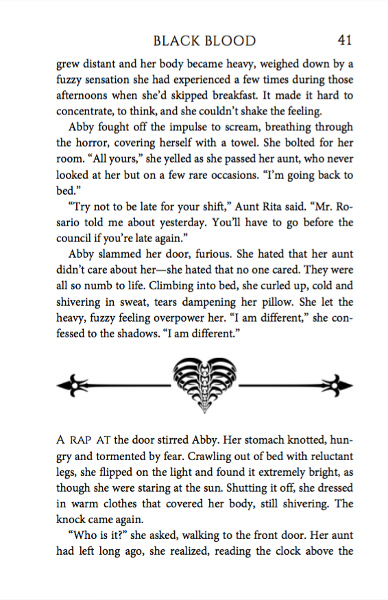 BLACK BLOOD 41
grew distant and her body became heavy, weighed down by a
fuzzy sensation she had experienced a few times during those
afternoons when she’d skipped breakfast. It made it hard to
concentrate, to think, and she couldn’t shake the feeling.
Abby fought off the impulse to scream, breathing through
the horror, covering herself with a towel. She bolted for her
room. “All yours,” she yelled as she passed her aunt, who never
looked at her but on a few rare occasions. “I’m going back to
bed.”
“Try not to be late for your shift,” Aunt Rita said. “Mr. Ro-
sario told me about yesterday. You’ll have to go before the
council if you’re late again.”
Abby slammed her door, furious. She hated that her aunt
didn’t care about her—she hated that no one cared. They were
all so numb to life. Climbing into bed, she curled up, cold and
shivering in sweat, tears dampening her pillow. She let the
heavy, fuzzy feeling overpower her. “I am different,” she con-
fessed to the shadows. “I am different.”
A RAP AT the door stirred Abby. Her stomach knotted, hun-
gry and tormented by fear. Crawling out of bed with reluctant
legs, she flipped on the light and found it extremely bright, as
though she were staring at the sun. Shutting it off, she dressed
in warm clothes that covered her body, still shivering. The
knock came again.
“Who is it?” she asked, walking to the front door. Her aunt
had left long ago, she realized, reading the clock above the